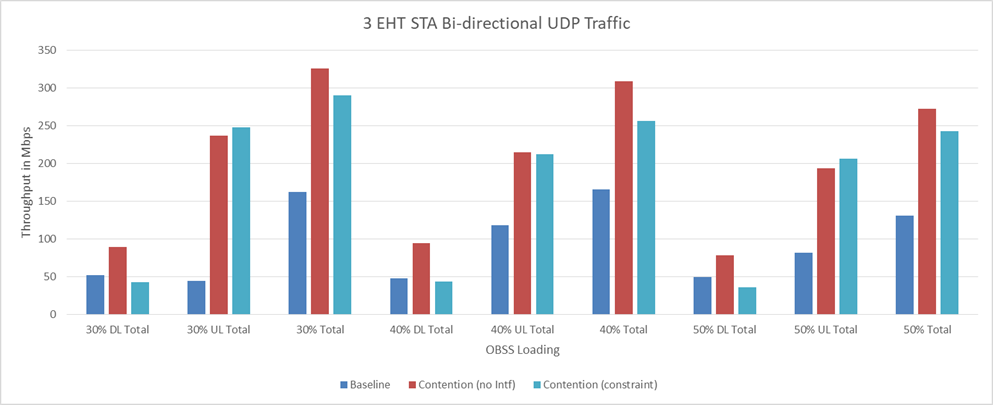 3 EHT STA Bi-directional UDP Traffic
Throughput in Mbps
350
300
250
200
150
100
50
0
30% DL Total
30% UL Total
30% Total
40% DL Total
40% UL Total
40% Total
50% DL Total
50% UL Total
50% Total
OBSS Loading
Baseline
Contention (no Intf)
Contention (constraint)